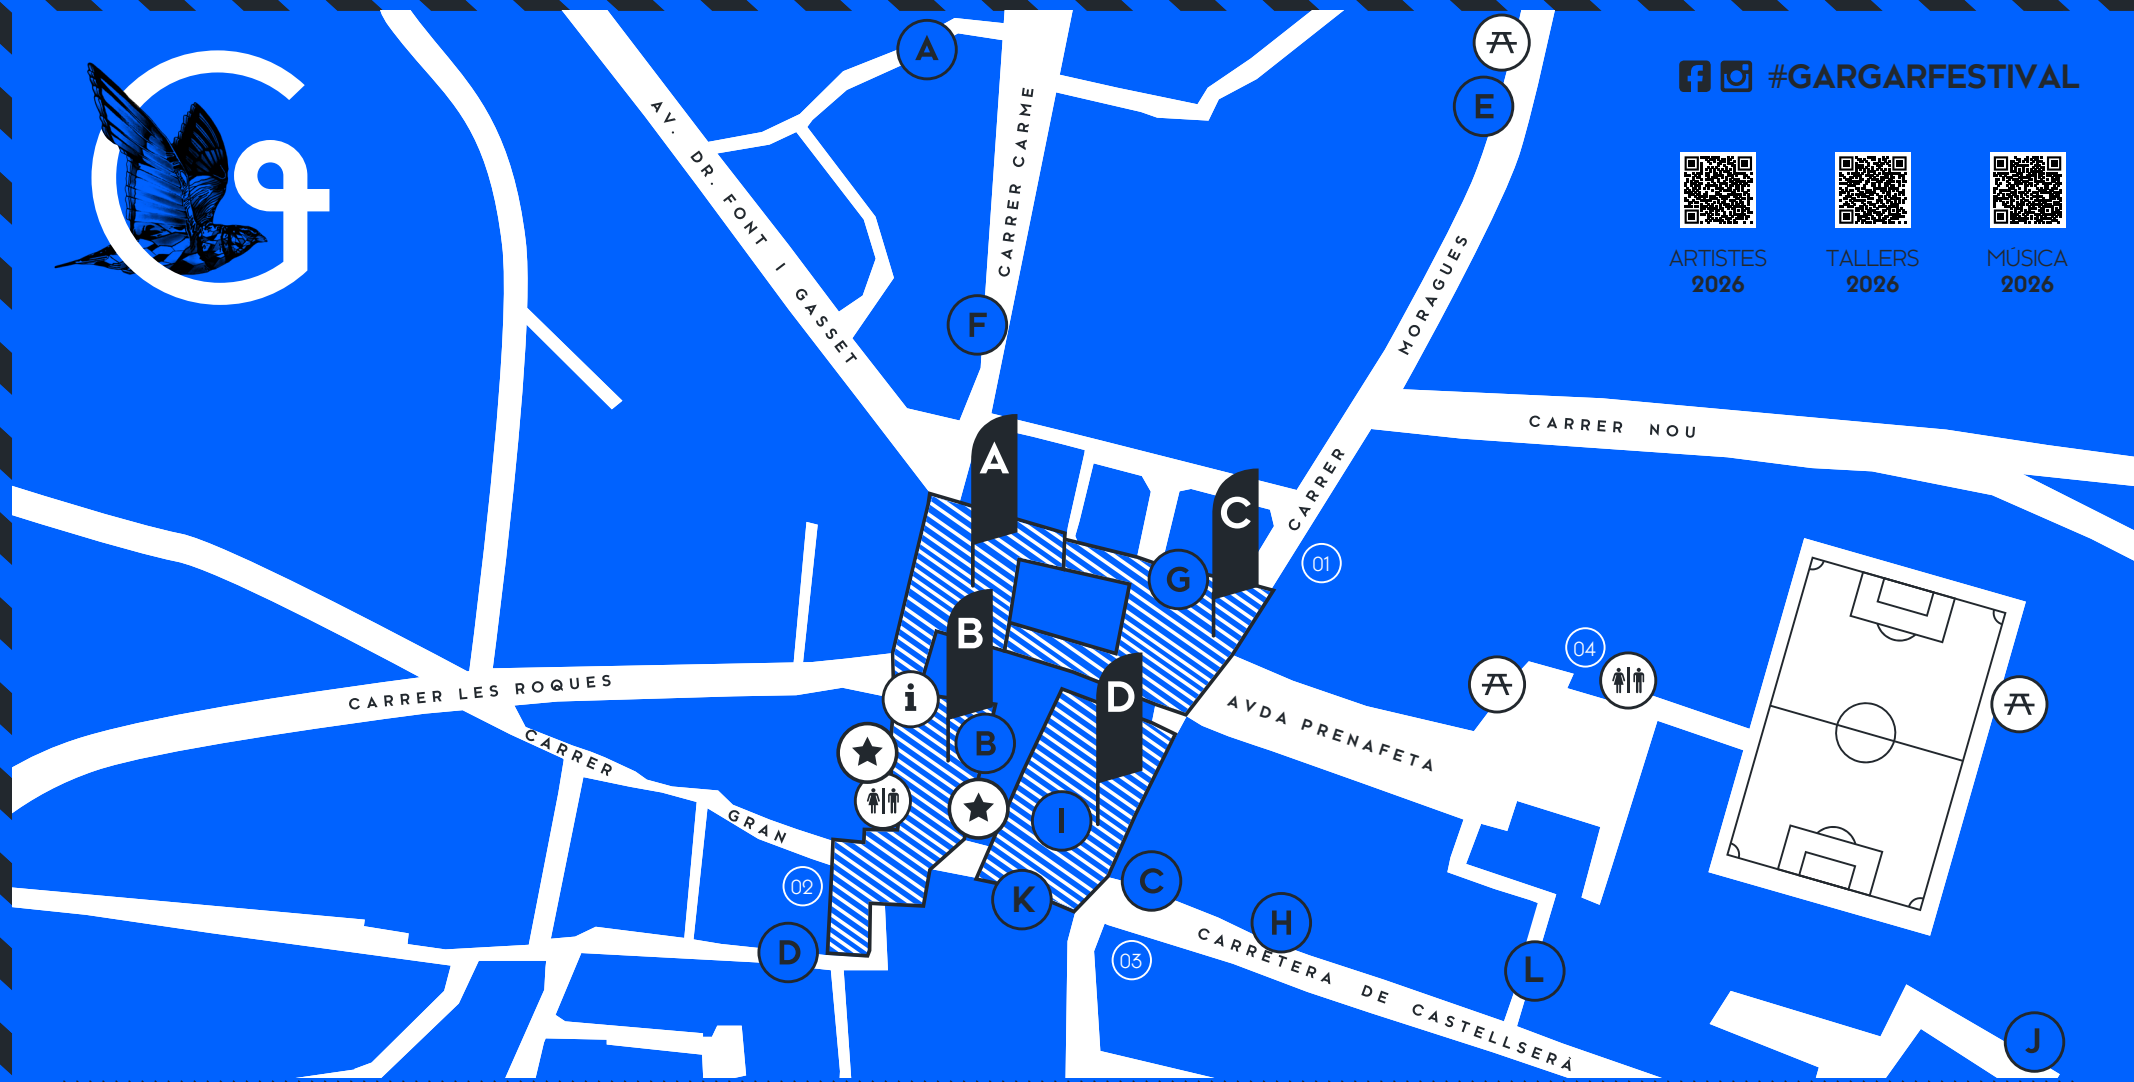 #GARGARFESTIVAL
ARTISTES
2026
TALLERS
2026
MÚSICA
2026
A
E
AV. DR. FONT I GASSET
CARRER CARME
F
CARRER MORAGUES
CARRER NOU
A
C
G
01
B
04
CARRER LES ROQUES
i
D
AVDA PRENAFETA
B
CARRER GRAN
I
02
K
C
H
D
03
CARRETERA DE CASTELLSERÀ
L
J